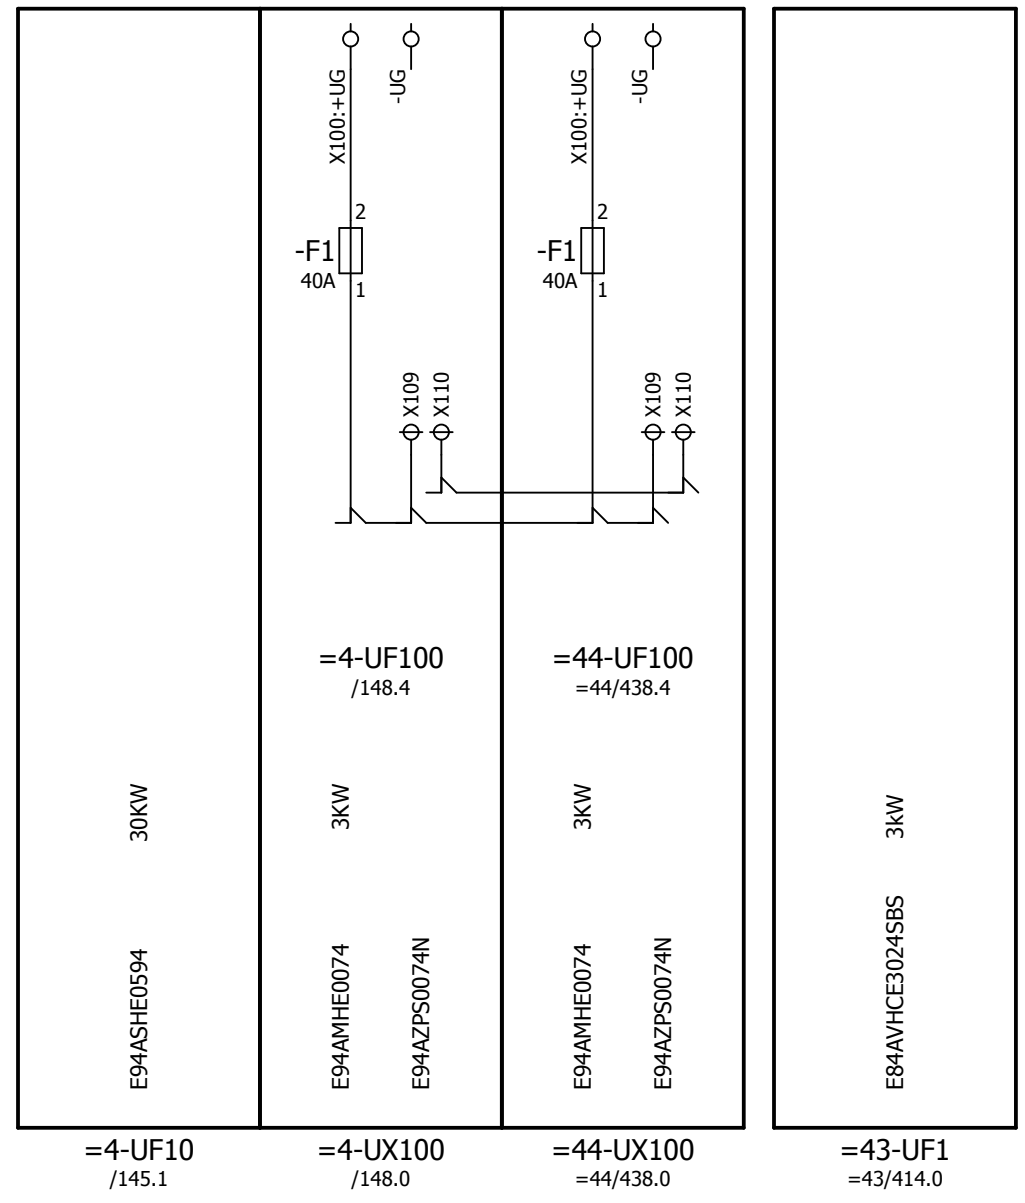 X100:+UG
-UG
X100:+UG
-UG
2
-F1
40A
1
2
-F1
40A
1
X109
X110
X109
X110
=4-UF100
/148.4
=44-UF100
=44/438.4
30KW
3KW
3KW
3kW
E94ASHE0594
E94AMHE0074
E94AZPS0074N
E94AMHE0074
E94AZPS0074N
E84AVHCE3024SBS
=4-UF10
/145.1
=4-UX100
/148.0
=44-UX100
=44/438.0
=43-UF1
=43/414.0